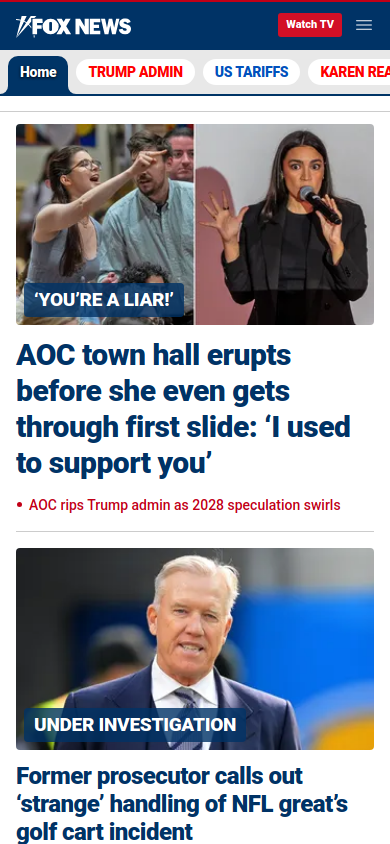 FOX NEWS
Watch TV
Home
TRUMP ADMIN
US TARIFFS
KAREN REA
‘YOU’RE A LIAR!’
AOC town hall erupts
before she even gets
through first slide: ‘I used
to support you’
• AOC rips Trump admin as 2028 speculation swirls
UNDER INVESTIGATION
Former prosecutor calls out
‘strange’ handling of NFL great’s
golf cart incident